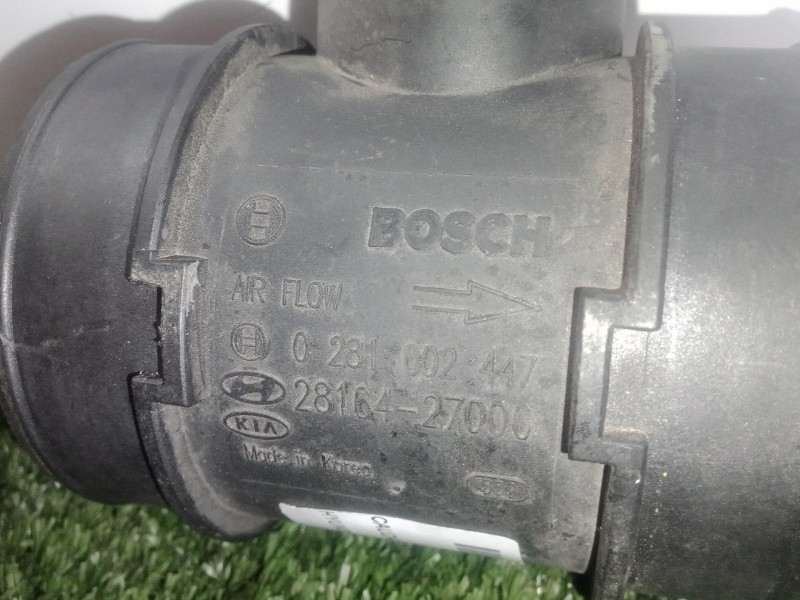 BOSCH
AIR FLOW
0 281 002 447
28164-27000
KIA
Made in Korea